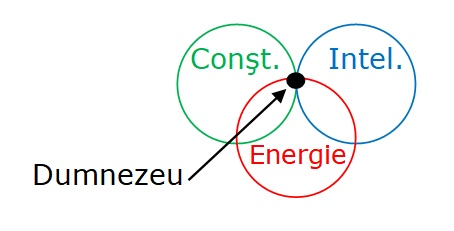 Conşt.
Intel.
Energie
Dumnezeu